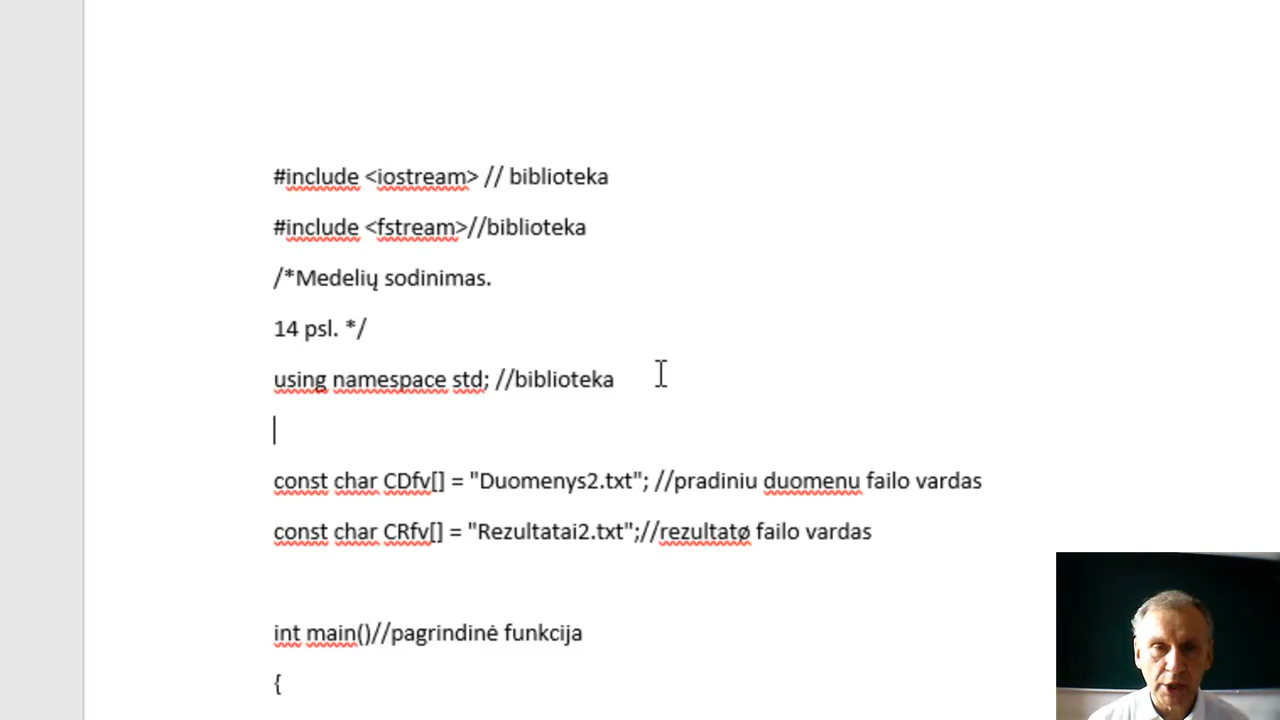 #include <iostream> // biblioteka
#include <fstream>//biblioteka
/*Medelių sodinimas.
14 psl. */
using namespace std; //biblioteka
const char CDfv[] = "Duomenys2.txt"; //pradiniu duomenu failo vardas
const char CRfv[] = "Rezultatai2.txt";//rezultatø failo vardas
int main()//pagrindinė funkcija
{